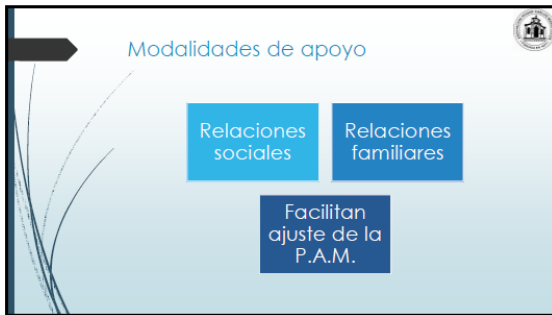 Modalidades de apoyo
Relaciones
sociales
Relaciones
familiares
Facilitan
ajuste de la
P.A.M.